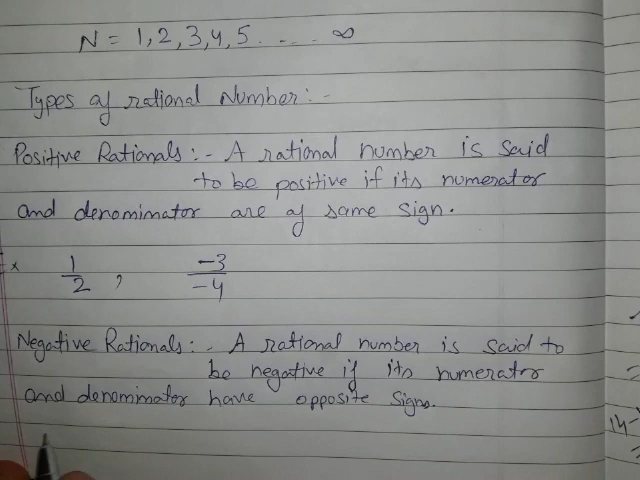 N = 1, 2, 3, 4, 5 . . . . ∞
Types of rational Number : -
Positive Rationals : - A rational number is said
to be positive if its numerator
and denominator are of same sign.
x 1/2 , -3/-4
Negative Rationals : - A rational number is said to
be negative if its numerator
and denominator have opposite signs.
14-